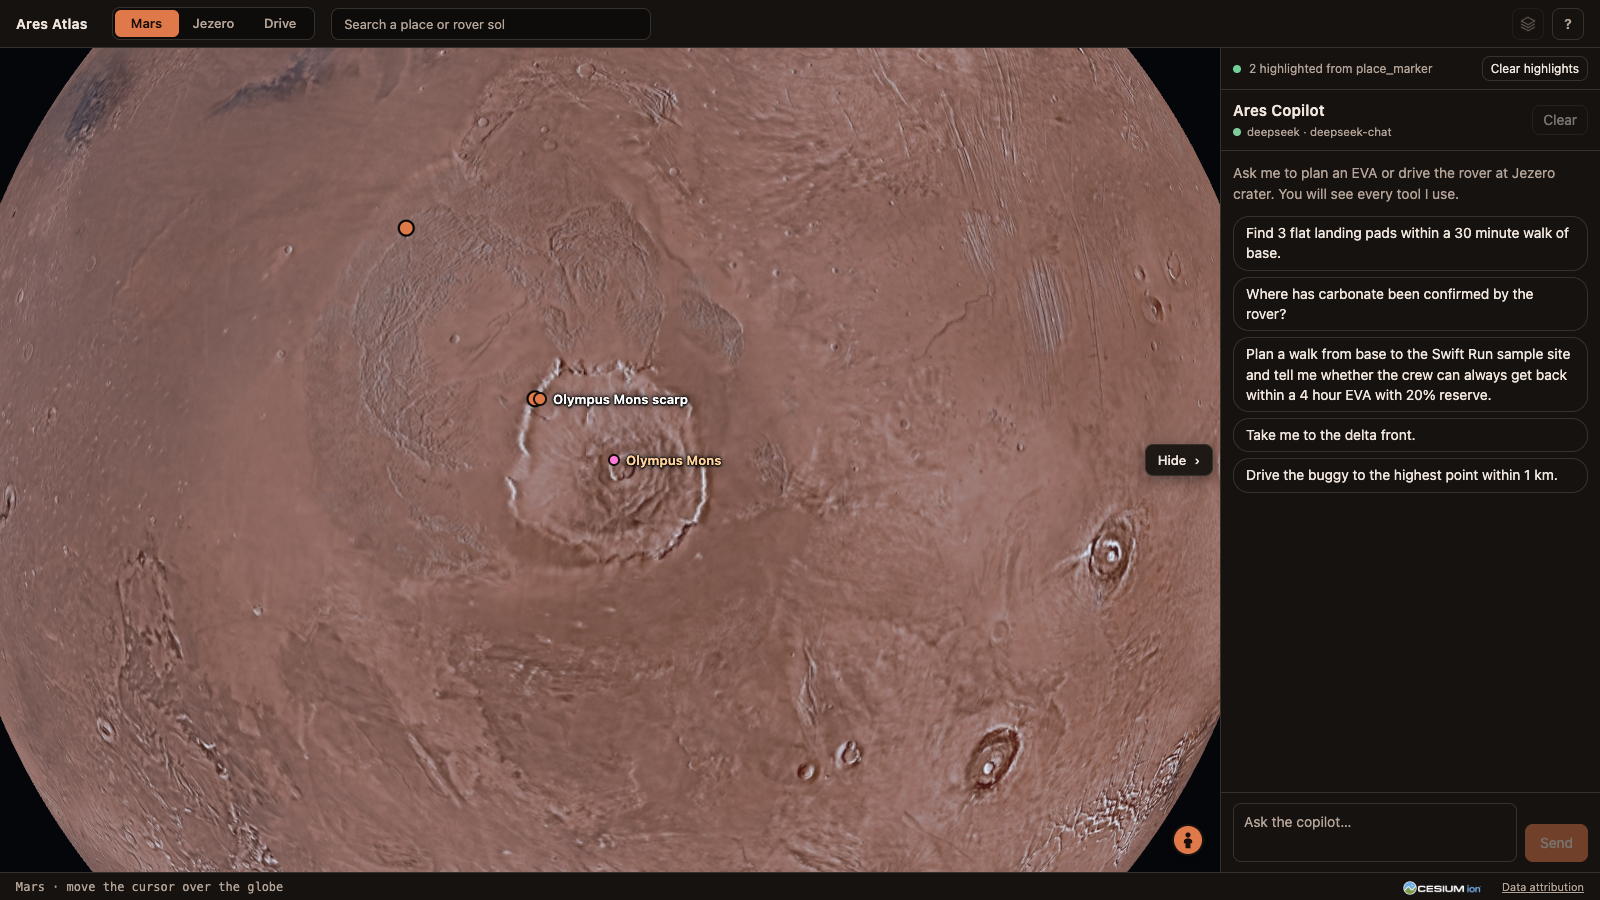 Ares Atlas
Mars
Jezero
Drive
Search a place or rover sol
?
2 highlighted from place_marker
Clear highlights
Ares Copilot
deepseek · deepseek-chat
Clear
Ask me to plan an EVA or drive the rover at Jezero
crater. You will see every tool I use.
Find 3 flat landing pads within a 30 minute walk of
base.
Where has carbonate been confirmed by the
rover?
Plan a walk from base to the Swift Run sample site
and tell me whether the crew can always get back
within a 4 hour EVA with 20% reserve.
Take me to the delta front.
Drive the buggy to the highest point within 1 km.
Olympus Mons scarp
Olympus Mons
Hide ›
Ask the copilot...
Send
Mars · move the cursor over the globe
CESIUM ion
Data attribution